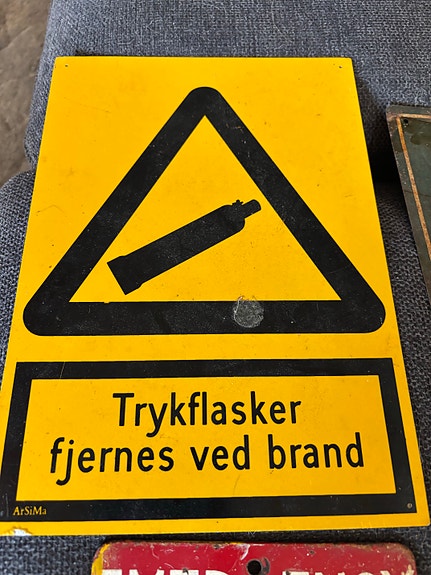 Trykflasker
fjernes ved brand
ArSiMa